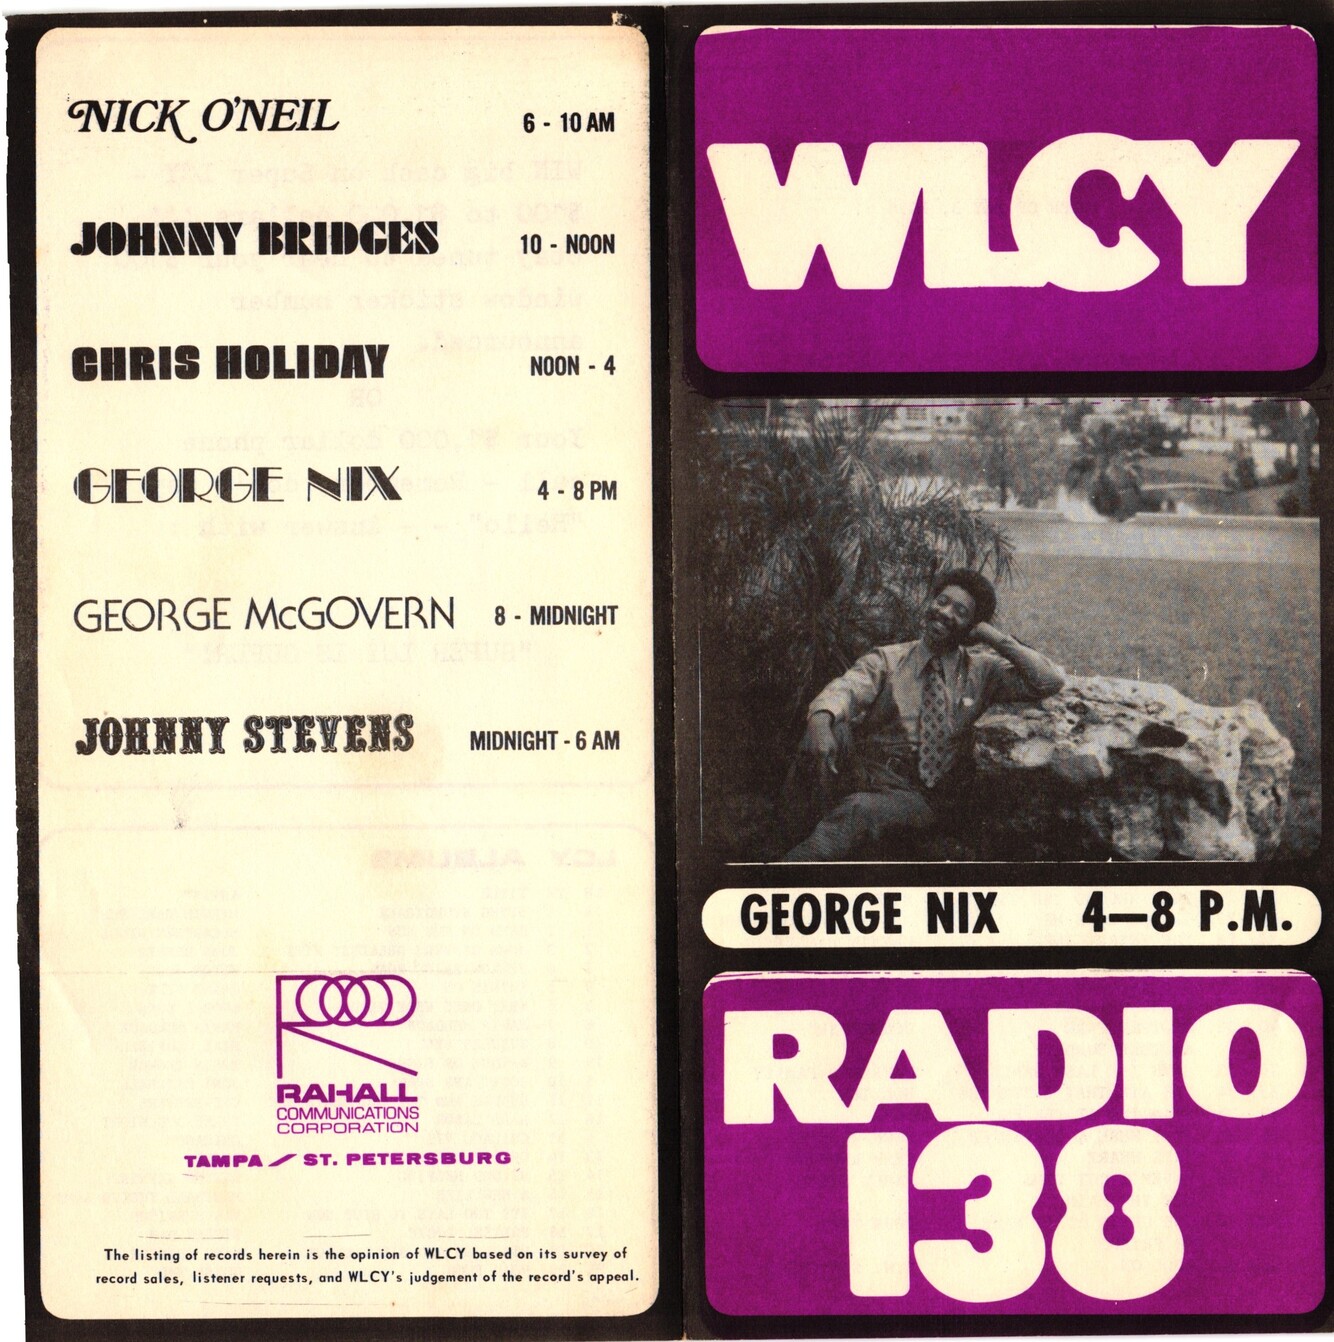 NICK O'NEIL 6 - 10 AM
JOHNNY BRIDGES 10 - NOON
CHRIS HOLIDAY NOON - 4
GEORGE NIX 4 - 8 PM
GEORGE McGOVERN 8 - MIDNIGHT
JOHNNY STEVENS MIDNIGHT - 6 AM
RAHALL
COMMUNICATIONS
CORPORATION
TAMPA / ST. PETERSBURG
The listing of records herein is the opinion of WLCY based on its survey of
record sales, listener requests, and WLCY's judgement of the record's appeal.
WLCY
GEORGE NIX 4—8 P.M.
RADIO
138